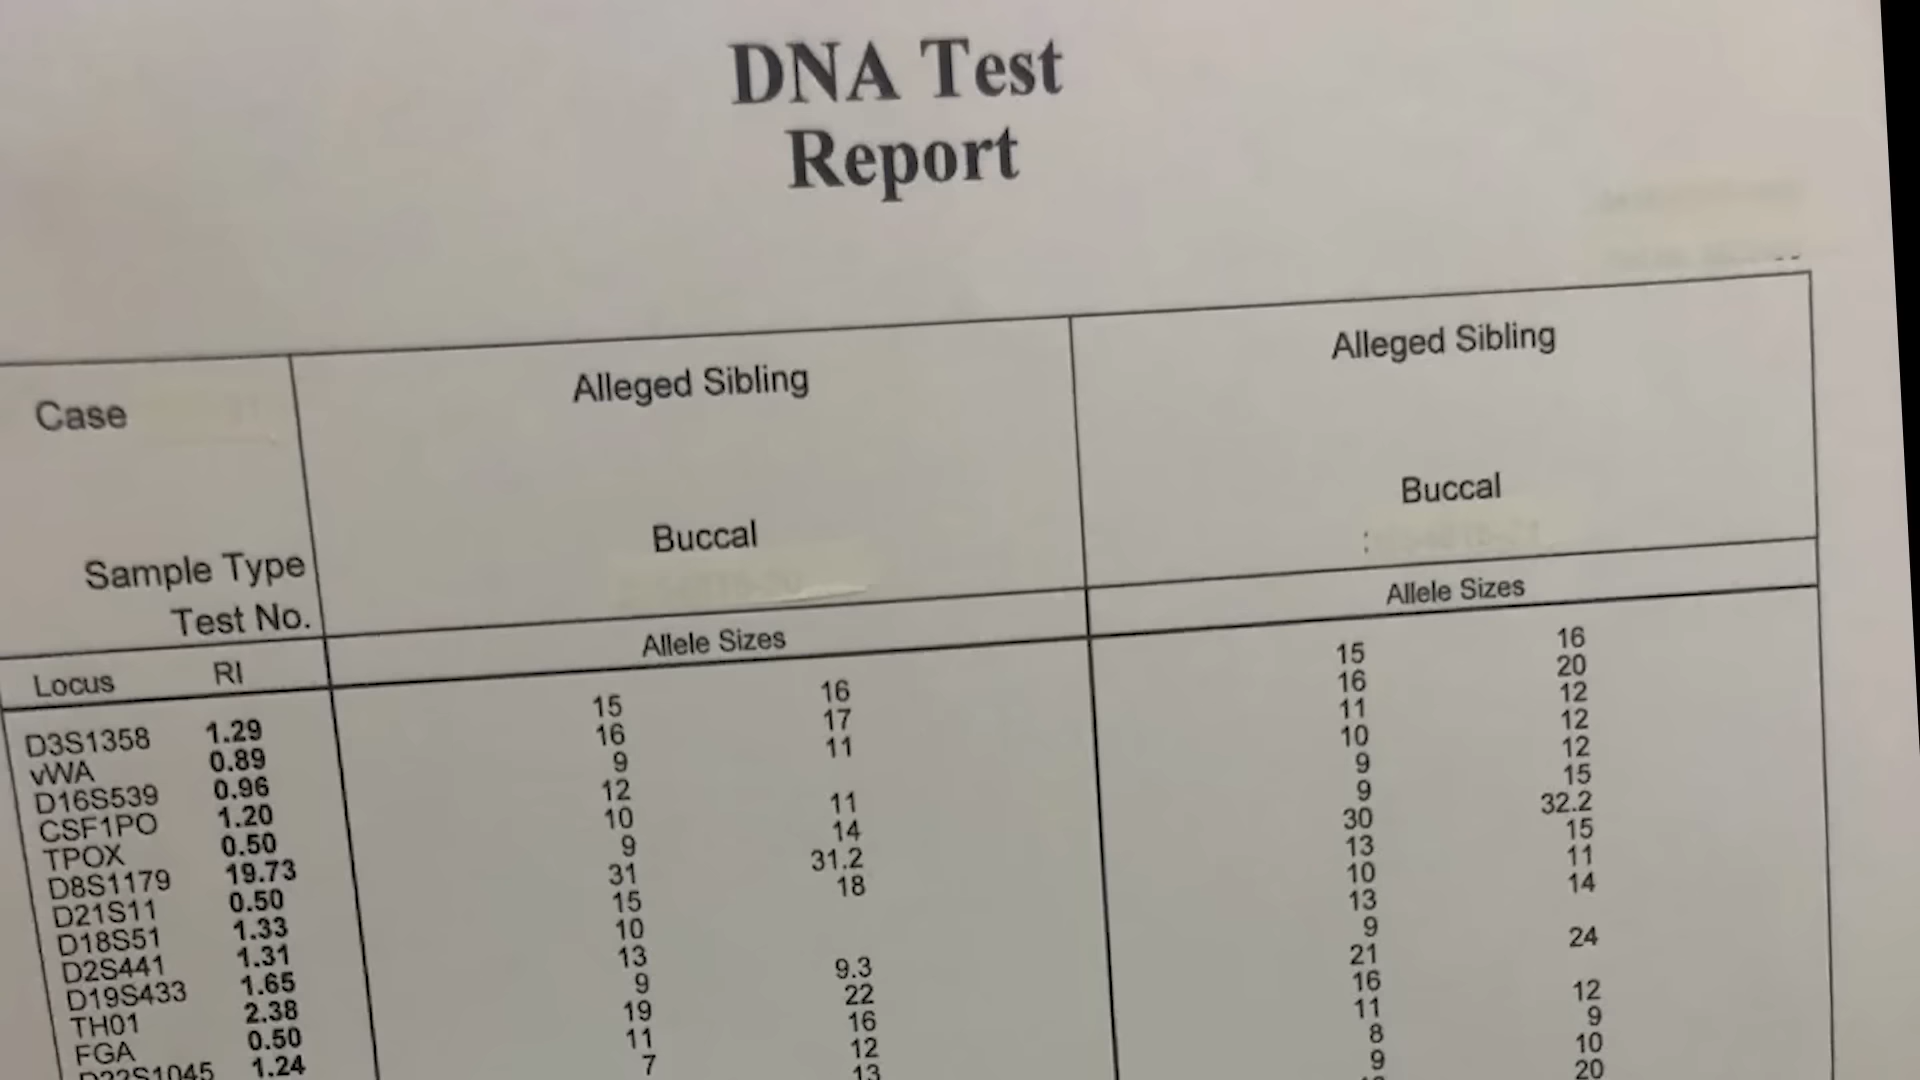 DNA Test
Report
Case Alleged Sibling Alleged Sibling
Buccal Buccal
Sample Type
Test No.
Locus RI Allele Sizes Allele Sizes
D3S1358 1.29 15 16 15 16
vWA 0.89 16 17 16 20
D16S539 0.96 9 11 11 12
CSF1PO 1.20 12 10 12
TPOX 0.50 10 11 9 12
D8S1179 19.73 9 14 9 15
D21S11 0.50 31 31.2 30 32.2
D18S51 1.33 15 18 13 15
D2S441 1.31 10 10 11
D19S433 1.65 13 13 14
TH01 2.38 9 9.3 9
FGA 0.50 19 22 21 24
D22S1045 1.24 11 16 16
7 12 11 12
13 8 9
9 10
20